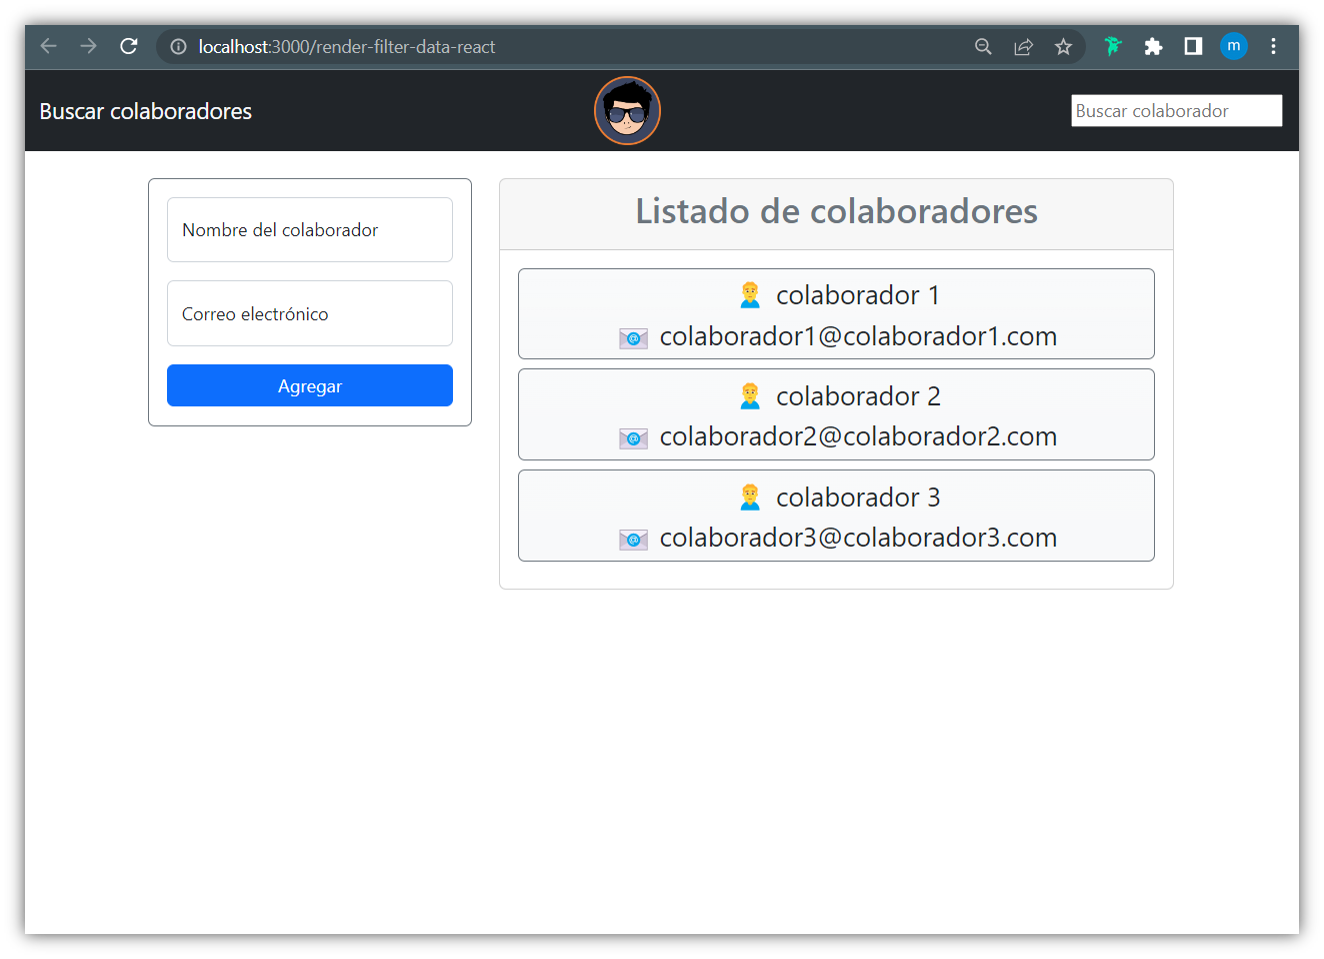 localhost:3000/render-filter-data-react
m
Buscar colaboradores
Buscar colaborador
Nombre del colaborador
Correo electrónico
Agregar
Listado de colaboradores
colaborador 1
colaborador1@colaborador1.com
colaborador 2
colaborador2@colaborador2.com
colaborador 3
colaborador3@colaborador3.com